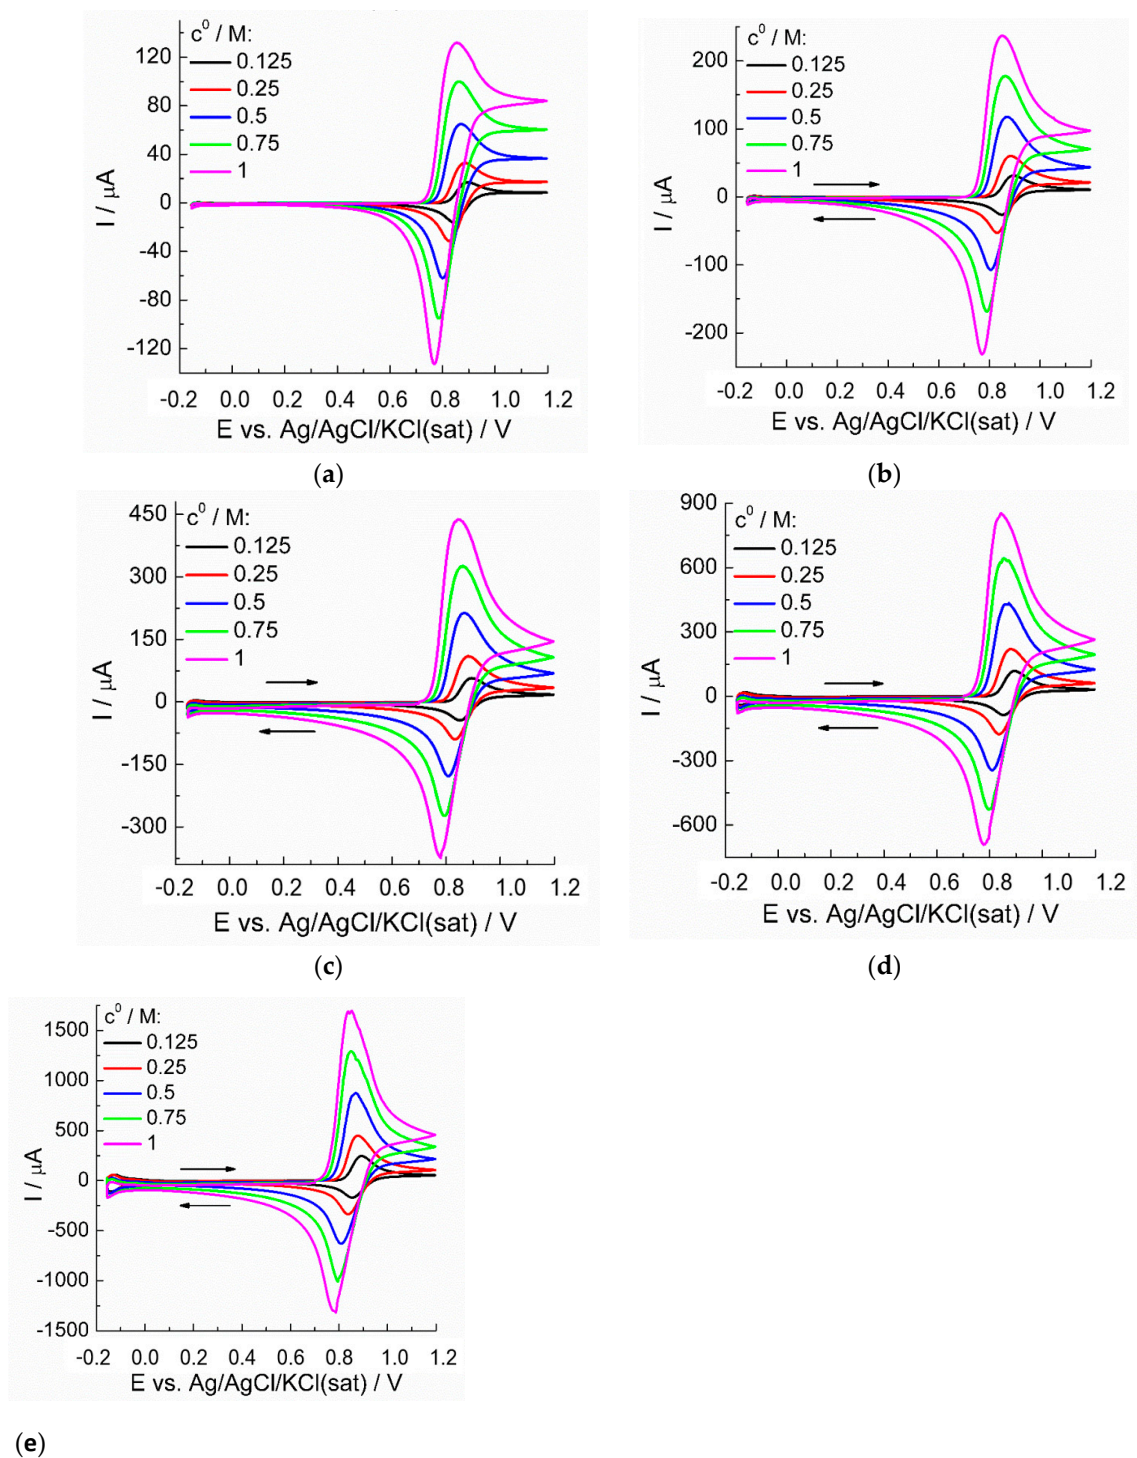 c⁰ / M:
0.125
0.25
0.5
0.75
1
120
80
40
0
-40
-80
-120
I / μA
-0.2 0.0 0.2 0.4 0.6 0.8 1.0 1.2
E vs. Ag/AgCl/KCl(sat) / V
(a)
c⁰ / M:
0.125
0.25
0.5
0.75
1
200
100
0
-100
-200
I / μA
-0.2 0.0 0.2 0.4 0.6 0.8 1.0 1.2
E vs. Ag/AgCl/KCl(sat) / V
(b)
c⁰ / M:
0.125
0.25
0.5
0.75
1
450
300
150
0
-150
-300
I / μA
-0.2 0.0 0.2 0.4 0.6 0.8 1.0 1.2
E vs. Ag/AgCl/KCl(sat) / V
(c)
c⁰ / M:
0.125
0.25
0.5
0.75
1
900
600
300
0
-300
-600
I / μA
-0.2 0.0 0.2 0.4 0.6 0.8 1.0 1.2
E vs. Ag/AgCl/KCl(sat) / V
(d)
c⁰ / M:
0.125
0.25
0.5
0.75
1
1500
1000
500
0
-500
-1000
-1500
I / μA
-0.2 0.0 0.2 0.4 0.6 0.8 1.0 1.2
E vs. Ag/AgCl/KCl(sat) / V
(e)